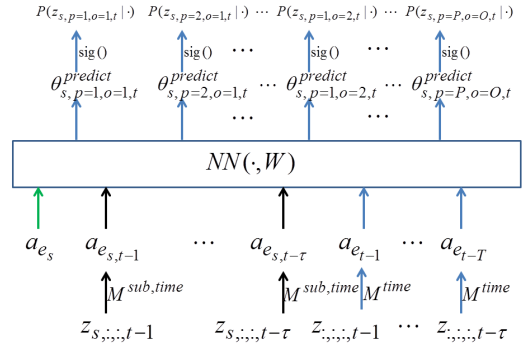 P(z_{s,p=1,o=1,t} | ·) P(z_{s,p=2,o=1,t} | ·) ··· P(z_{s,p=1,o=2,t} | ·) ··· P(z_{s,p=P,o=O,t} | ·)
sig() sig() ··· sig() ··· sig()
θ^{predict}_{s,p=1,o=1,t} θ^{predict}_{s,p=2,o=1,t} ··· θ^{predict}_{s,p=1,o=2,t} ··· θ^{predict}_{s,p=P,o=O,t}
··· ···
NN(·,W)
a_{e_s} a_{e_{s,t-1}} ··· a_{e_{s,t-τ}} a_{e_{t-1}} ··· a_{e_{t-T}}
M^{sub,time} M^{sub,time} M^{time} M^{time}
z_{s,:,:,t-1} z_{s,:,:,t-τ} z_{:,:,:,t-1} ··· z_{:,:,:,t-τ}